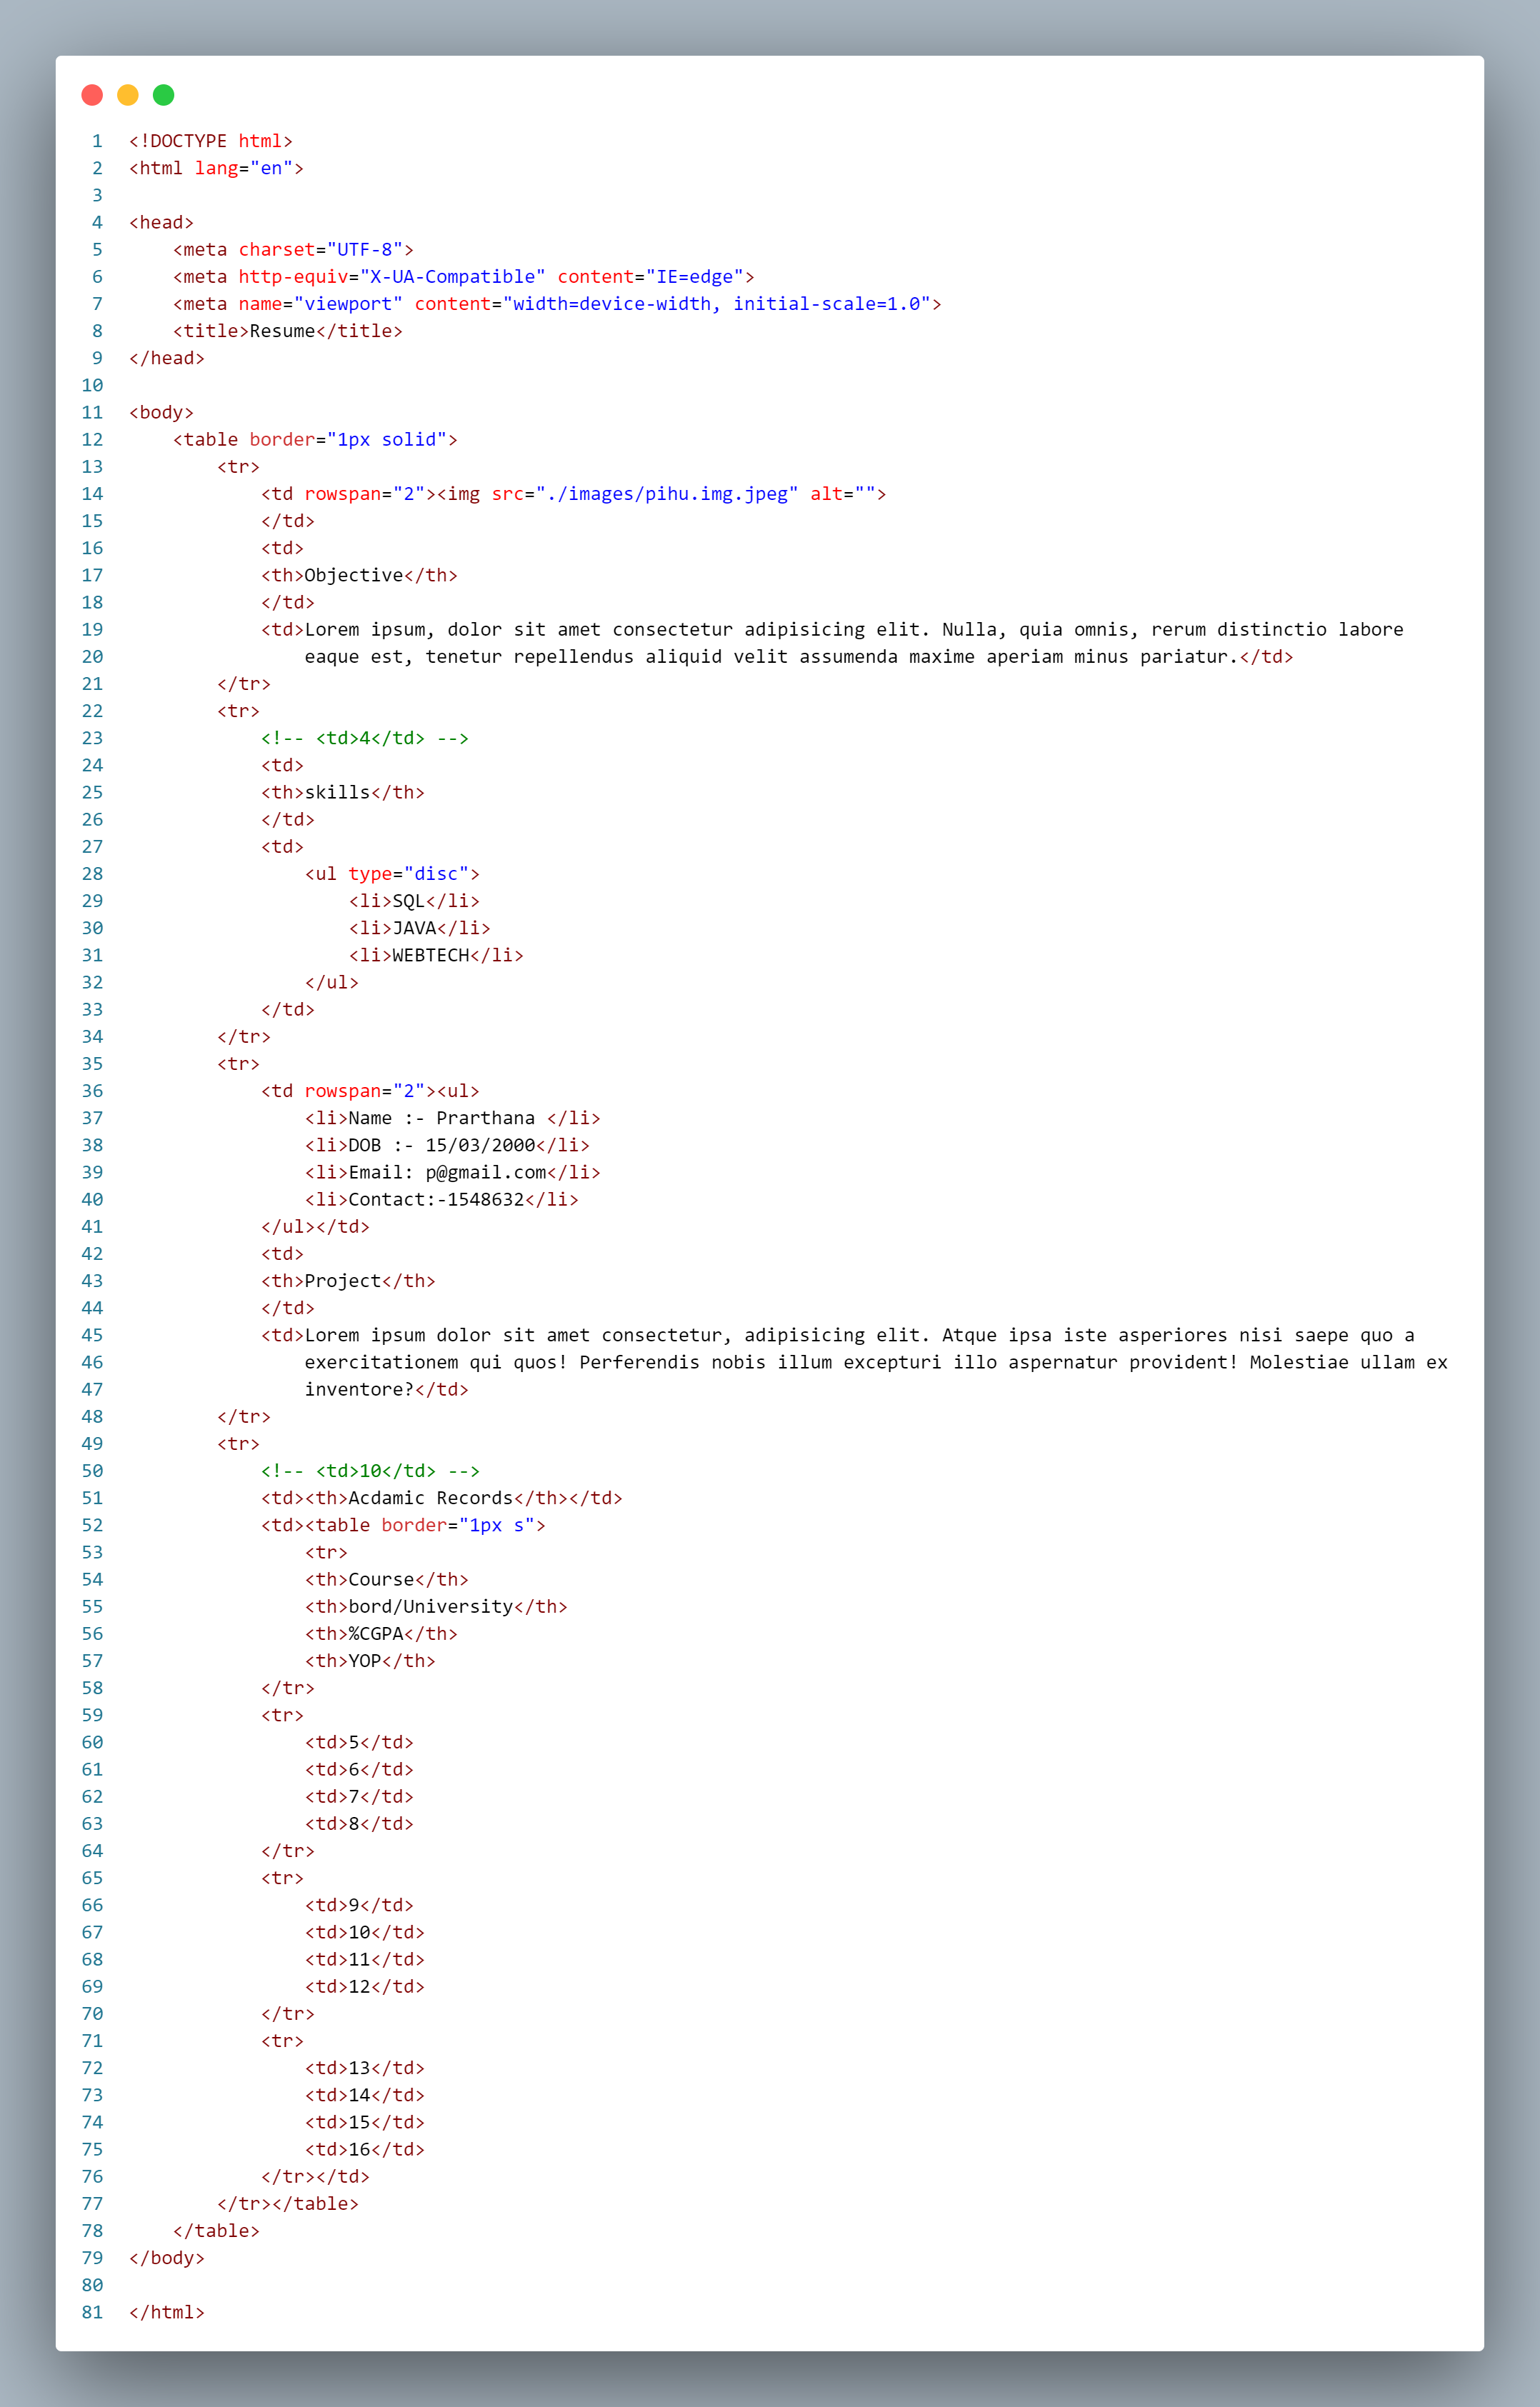 1 <!DOCTYPE html>
2 <html lang="en">
3
4 <head>
5     <meta charset="UTF-8">
6     <meta http-equiv="X-UA-Compatible" content="IE=edge">
7     <meta name="viewport" content="width=device-width, initial-scale=1.0">
8     <title>Resume</title>
9 </head>
10
11 <body>
12     <table border="1px solid">
13         <tr>
14             <td rowspan="2"><img src="./images/pihu.img.jpeg" alt="">
15             </td>
16             <td>
17             <th>Objective</th>
18             </td>
19             <td>Lorem ipsum, dolor sit amet consectetur adipisicing elit. Nulla, quia omnis, rerum distinctio labore
20                 eaque est, tenetur repellendus aliquid velit assumenda maxime aperiam minus pariatur.</td>
21         </tr>
22         <tr>
23             <!-- <td>4</td> -->
24             <td>
25             <th>skills</th>
26             </td>
27             <td>
28                 <ul type="disc">
29                     <li>SQL</li>
30                     <li>JAVA</li>
31                     <li>WEBTECH</li>
32                 </ul>
33             </td>
34         </tr>
35         <tr>
36             <td rowspan="2"><ul>
37                 <li>Name :- Prarthana </li>
38                 <li>DOB :- 15/03/2000</li>
39                 <li>Email: p@gmail.com</li>
40                 <li>Contact:-1548632</li>
41             </ul></td>
42             <td>
43             <th>Project</th>
44             </td>
45             <td>Lorem ipsum dolor sit amet consectetur, adipisicing elit. Atque ipsa iste asperiores nisi saepe quo a
46                 exercitationem qui quos! Perferendis nobis illum excepturi illo aspernatur provident! Molestiae ullam ex
47                 inventore?</td>
48         </tr>
49         <tr>
50             <!-- <td>10</td> -->
51             <td><th>Acdamic Records</th></td>
52             <td><table border="1px s">
53                 <tr>
54                 <th>Course</th>
55                 <th>bord/University</th>
56                 <th>%CGPA</th>
57                 <th>YOP</th>
58             </tr>
59             <tr>
60                 <td>5</td>
61                 <td>6</td>
62                 <td>7</td>
63                 <td>8</td>
64             </tr>
65             <tr>
66                 <td>9</td>
67                 <td>10</td>
68                 <td>11</td>
69                 <td>12</td>
70             </tr>
71             <tr>
72                 <td>13</td>
73                 <td>14</td>
74                 <td>15</td>
75                 <td>16</td>
76             </tr></td>
77         </tr></table>
78     </table>
79 </body>
80
81 </html>